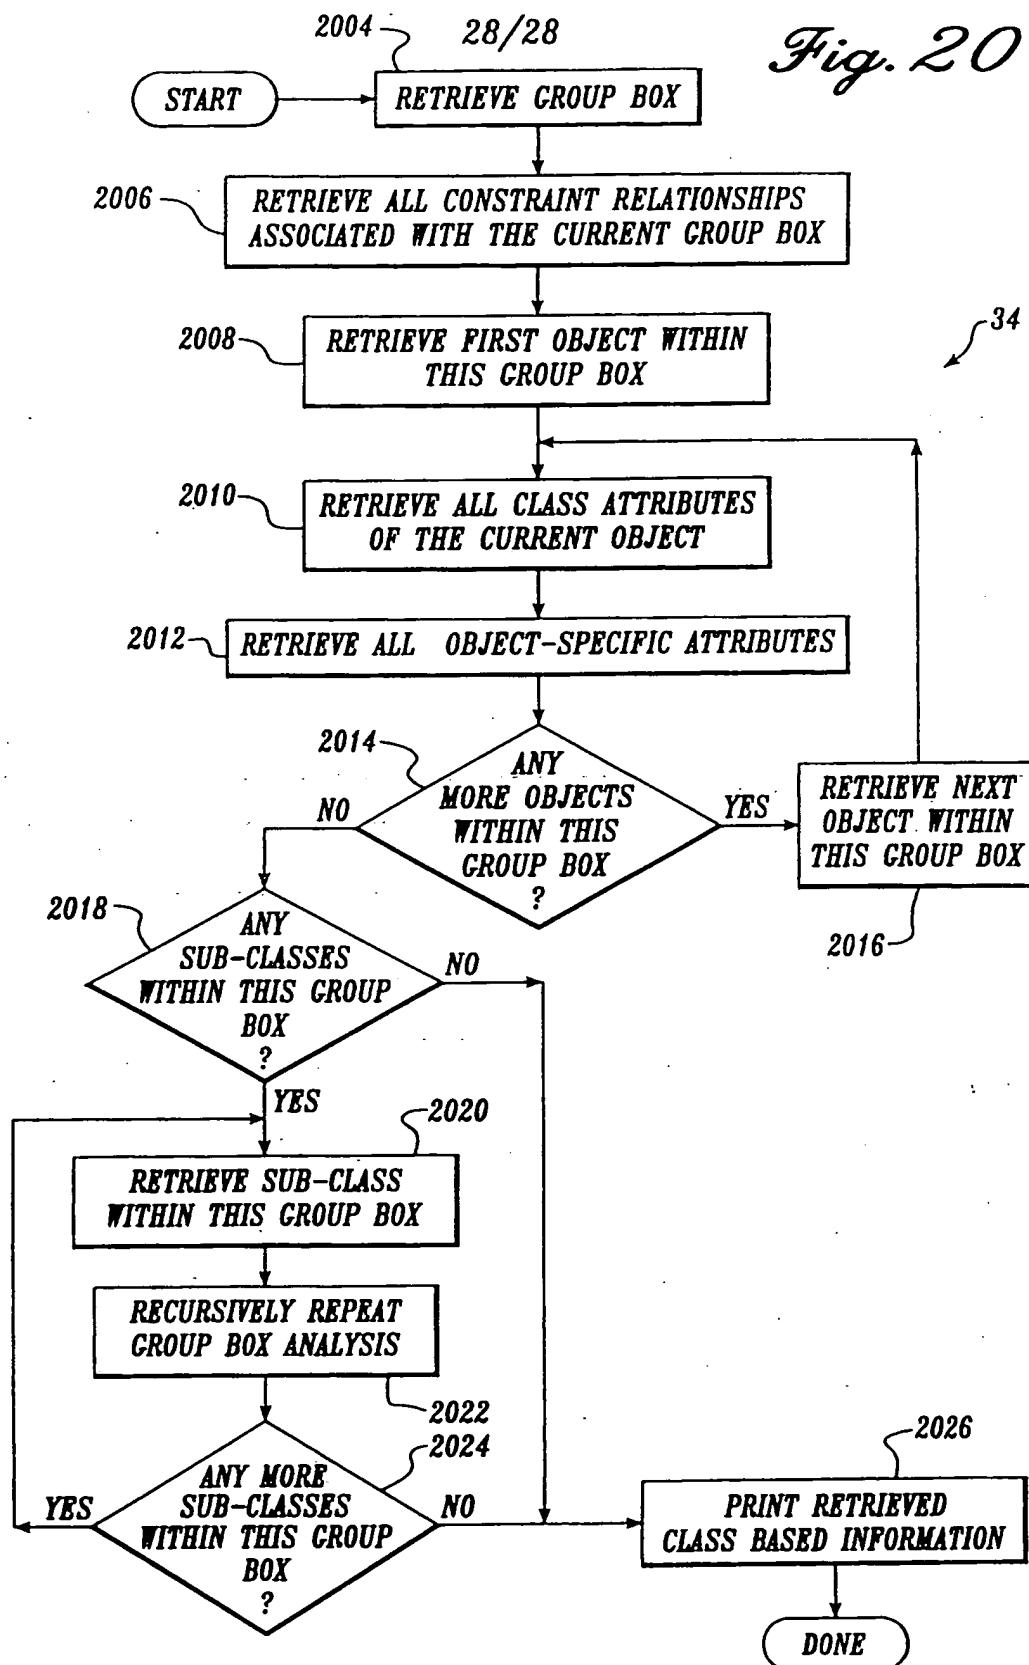 28/28
Fig. 20
2004
START
RETRIEVE GROUP BOX
2006
RETRIEVE ALL CONSTRAINT RELATIONSHIPS
ASSOCIATED WITH THE CURRENT GROUP BOX
2008
RETRIEVE FIRST OBJECT WITHIN
THIS GROUP BOX
34
2010
RETRIEVE ALL CLASS ATTRIBUTES
OF THE CURRENT OBJECT
2012
RETRIEVE ALL OBJECT-SPECIFIC ATTRIBUTES
2014
ANY
MORE OBJECTS
WITHIN THIS
GROUP BOX
?
NO
YES
RETRIEVE NEXT
OBJECT WITHIN
THIS GROUP BOX
2016
2018
ANY
SUB-CLASSES
WITHIN THIS GROUP
BOX
?
NO
YES
2020
RETRIEVE SUB-CLASS
WITHIN THIS GROUP BOX
RECURSIVELY REPEAT
GROUP BOX ANALYSIS
2022
2024
ANY MORE
SUB-CLASSES
WITHIN THIS GROUP
BOX
?
YES
NO
2026
PRINT RETRIEVED
CLASS BASED INFORMATION
DONE